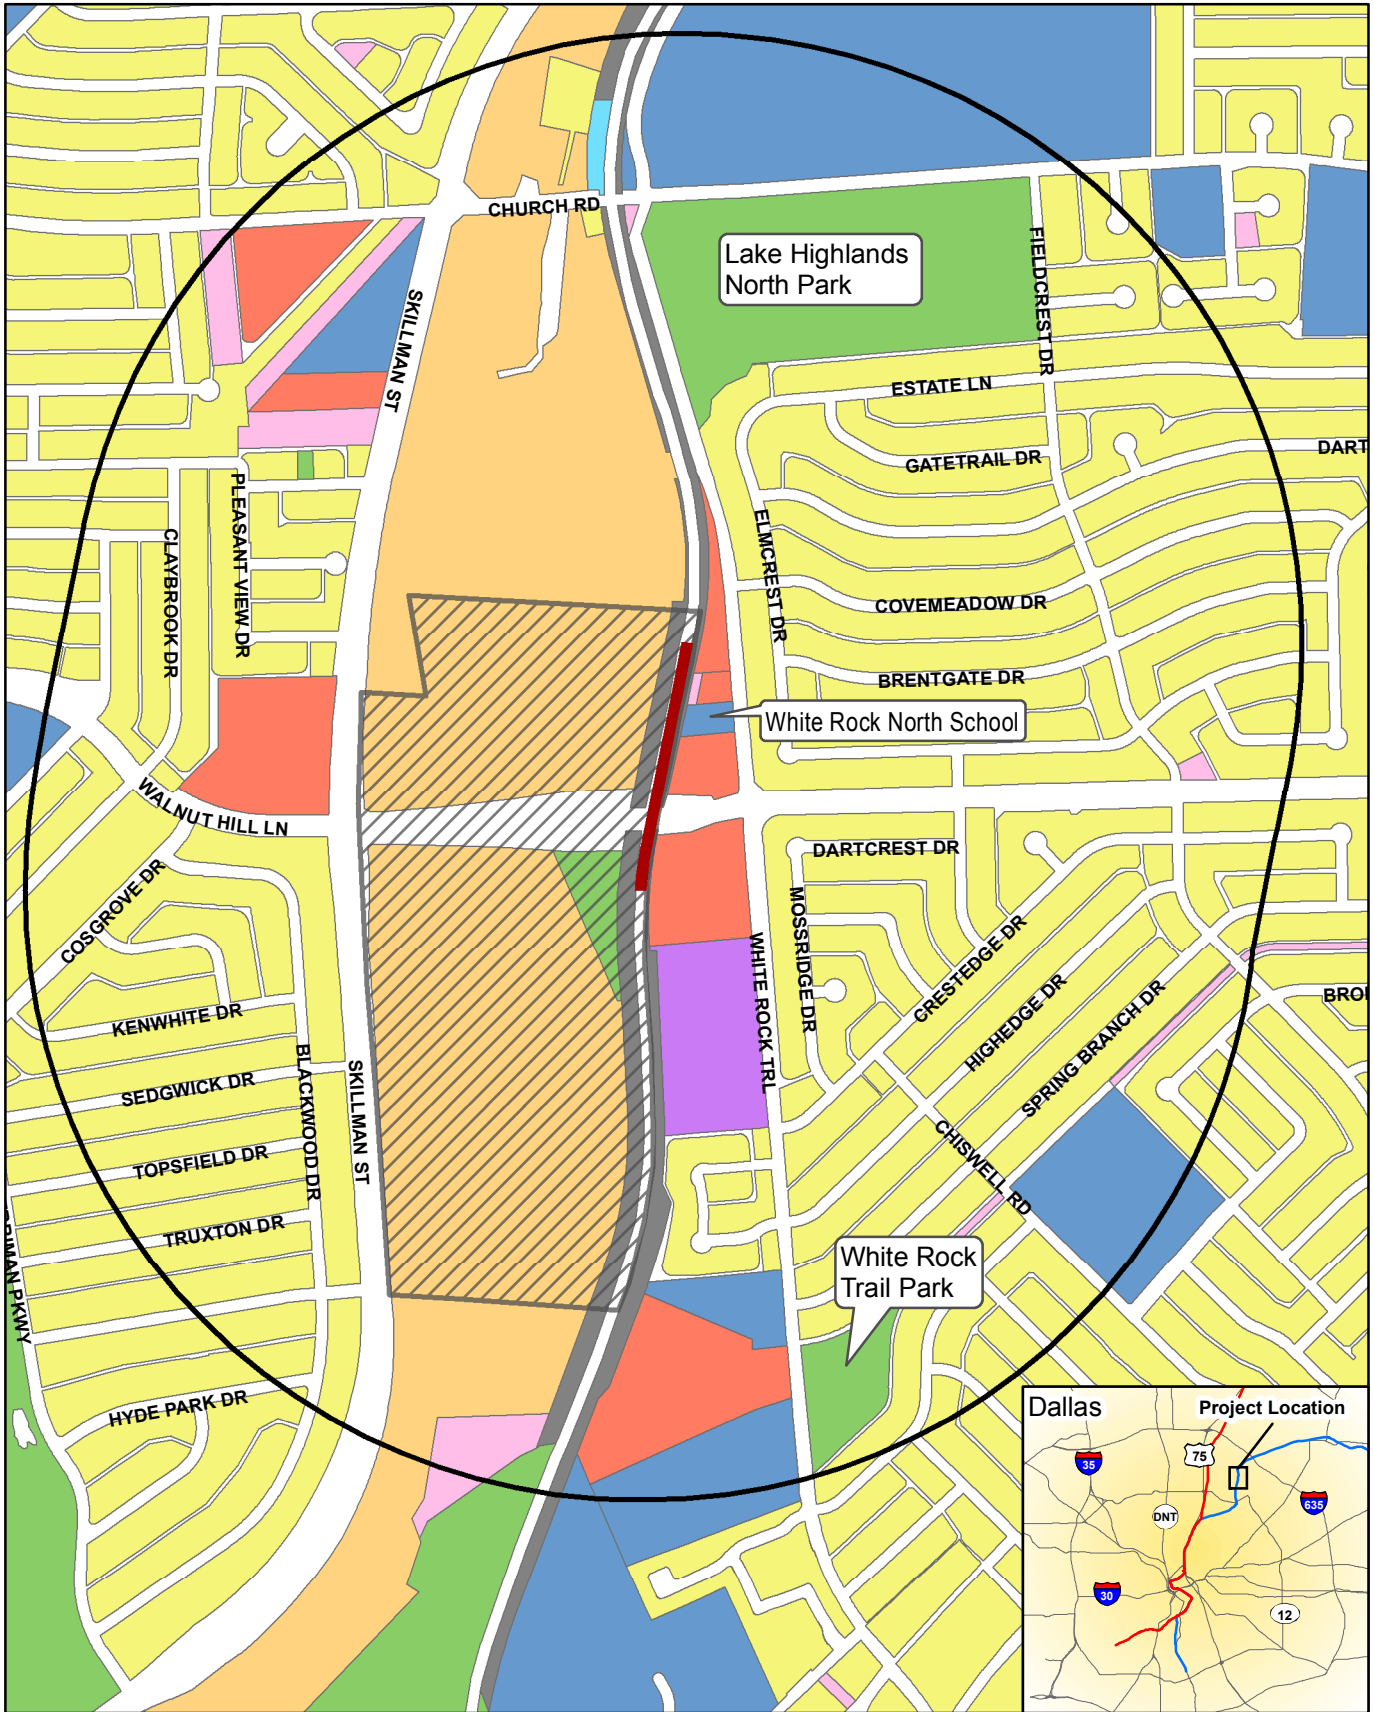 CHURCH RD
Lake Highlands
North Park
FIELDCREST DR
SKILLMAN ST
ESTATE LN
DART
GATETRAIL DR
PLEASANT VIEW DR
CLAYBROOK DR
ELMCREST DR
COVEMEADOW DR
BRENTGATE DR
White Rock North School
WALNUT HILL LN
DARTCREST DR
COSGROVE DR
MOSSRIDGE DR
WHITE ROCK TRL
CRESTEDGE DR
HIGHEDGE DR
SPRING BRANCH DR
BRO
KENWHITE DR
BLACKWOOD DR
SKILLMAN ST
SEDGWICK DR
CHISWELL RD
TOPSFIELD DR
TRUXTON DR
RIMAN PKWY
White Rock
Trail Park
HYDE PARK DR
Dallas
Project Location
75
35
635
DNT
30
12